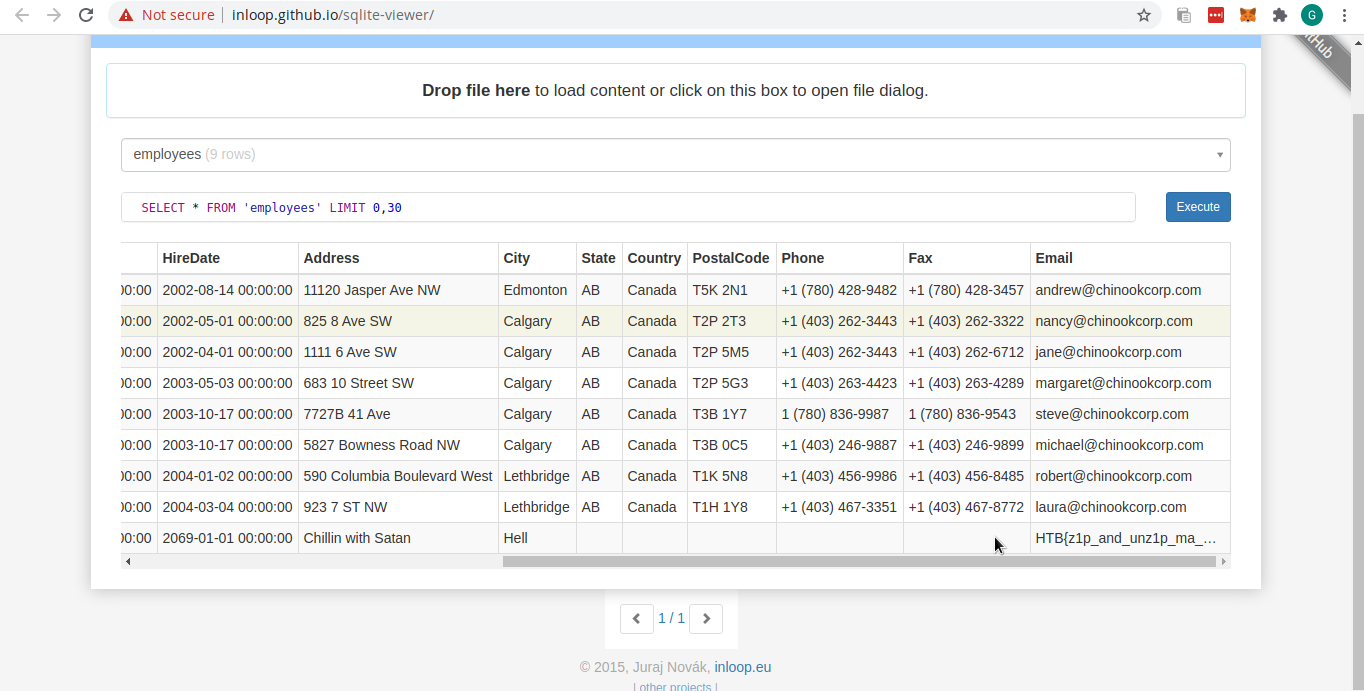 Not secure | inloop.github.io/sqlite-viewer/
G
Drop file here to load content or click on this box to open file dialog.
employees (9 rows)
SELECT * FROM 'employees' LIMIT 0,30
Execute
HireDate Address City State Country PostalCode Phone Fax Email
00:00 2002-08-14 00:00:00 11120 Jasper Ave NW Edmonton AB Canada T5K 2N1 +1 (780) 428-9482 +1 (780) 428-3457 andrew@chinookcorp.com
00:00 2002-05-01 00:00:00 825 8 Ave SW Calgary AB Canada T2P 2T3 +1 (403) 262-3443 +1 (403) 262-3322 nancy@chinookcorp.com
00:00 2002-04-01 00:00:00 1111 6 Ave SW Calgary AB Canada T2P 5M5 +1 (403) 262-3443 +1 (403) 262-6712 jane@chinookcorp.com
00:00 2003-05-03 00:00:00 683 10 Street SW Calgary AB Canada T2P 5G3 +1 (403) 263-4423 +1 (403) 263-4289 margaret@chinookcorp.com
00:00 2003-10-17 00:00:00 7727B 41 Ave Calgary AB Canada T3B 1Y7 1 (780) 836-9987 1 (780) 836-9543 steve@chinookcorp.com
00:00 2003-10-17 00:00:00 5827 Bowness Road NW Calgary AB Canada T3B 0C5 +1 (403) 246-9887 +1 (403) 246-9899 michael@chinookcorp.com
00:00 2004-01-02 00:00:00 590 Columbia Boulevard West Lethbridge AB Canada T1K 5N8 +1 (403) 456-9986 +1 (403) 456-8485 robert@chinookcorp.com
00:00 2004-03-04 00:00:00 923 7 ST NW Lethbridge AB Canada T1H 1Y8 +1 (403) 467-3351 +1 (403) 467-8772 laura@chinookcorp.com
00:00 2069-01-01 00:00:00 Chillin with Satan Hell HTB{z1p_and_unz1p_ma_…
1 / 1
© 2015, Juraj Novák, inloop.eu
| other projects |